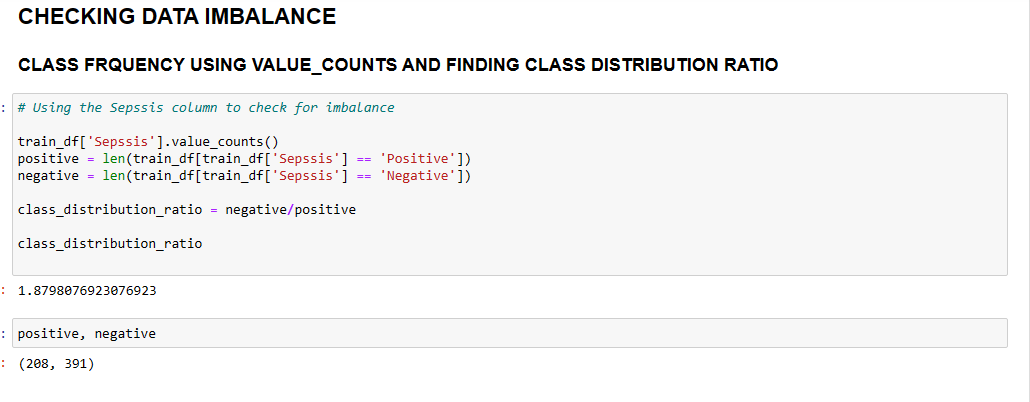 CHECKING DATA IMBALANCE
CLASS FRQUENCY USING VALUE_COUNTS AND FINDING CLASS DISTRIBUTION RATIO
: # Using the Sepssis column to check for imbalance
train_df['Sepssis'].value_counts()
positive = len(train_df[train_df['Sepssis'] == 'Positive'])
negative = len(train_df[train_df['Sepssis'] == 'Negative'])
class_distribution_ratio = negative/positive
class_distribution_ratio
: 1.8798076923076923
: positive, negative
: (208, 391)